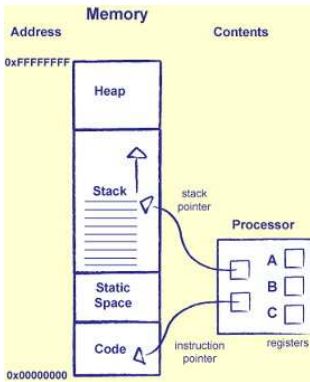 Memory
Address
Contents
0xFFFFFFFF
Heap
Stack
stack
pointer
Processor
A
B
C
registers
Static
Space
Code
instruction
pointer
0x00000000